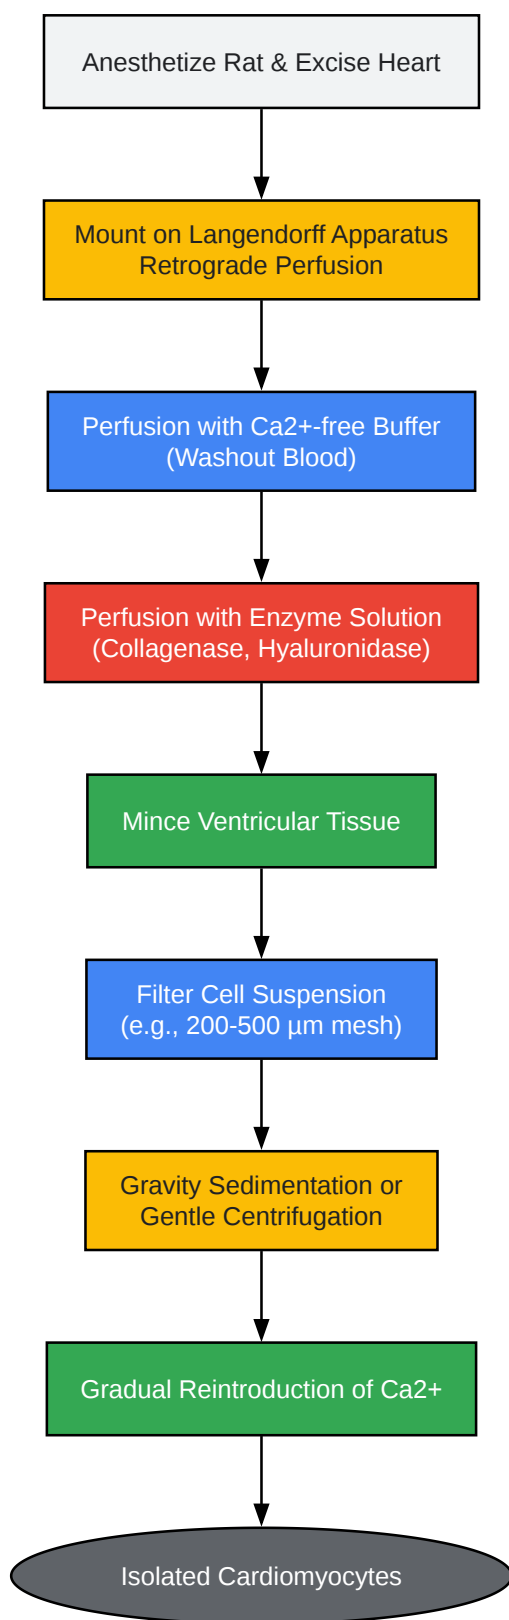 Anesthetize Rat & Excise Heart
Mount on Langendorff Apparatus
Retrograde Perfusion
Perfusion with Ca2+-free Buffer
(Washout Blood)
Perfusion with Enzyme Solution
(Collagenase, Hyaluronidase)
Mince Ventricular Tissue
Filter Cell Suspension
(e.g., 200-500 µm mesh)
Gravity Sedimentation or
Gentle Centrifugation
Gradual Reintroduction of Ca2+
Isolated Cardiomyocytes